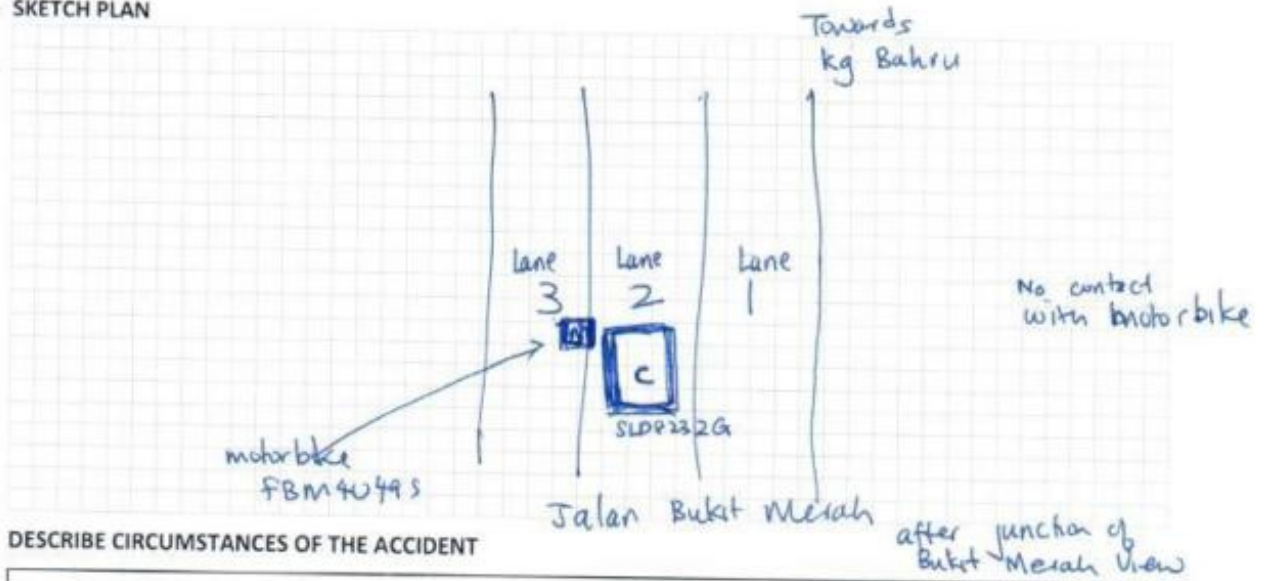 SKETCH PLAN
Towards
kg Bahru
Lane
3
Lane
2
Lane
1
No contact
with motorbike
M
C
SLD8232G
motorbike
FBM4049S
Jalan Bukit Merah
after junction of
Bukit Merah View
DESCRIBE CIRCUMSTANCES OF THE ACCIDENT